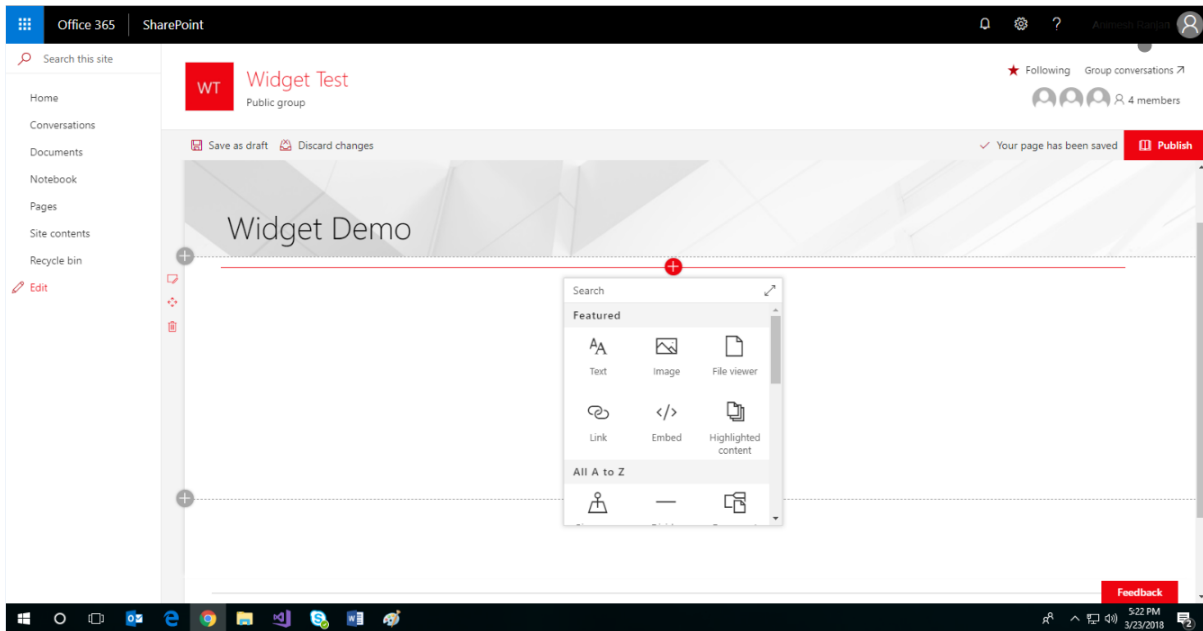 Office 365
SharePoint
?
Search this site
Home
Conversations
Documents
Notebook
Pages
Site contents
Recycle bin
Edit
WT
Widget Test
Public group
Following
Group conversations
4 members
Save as draft
Discard changes
Your page has been saved
Publish
Widget Demo
Search
Featured
Text
Image
File viewer
Link
Embed
Highlighted
content
All A to Z
Feedback
5:22 PM
3/23/2018
2